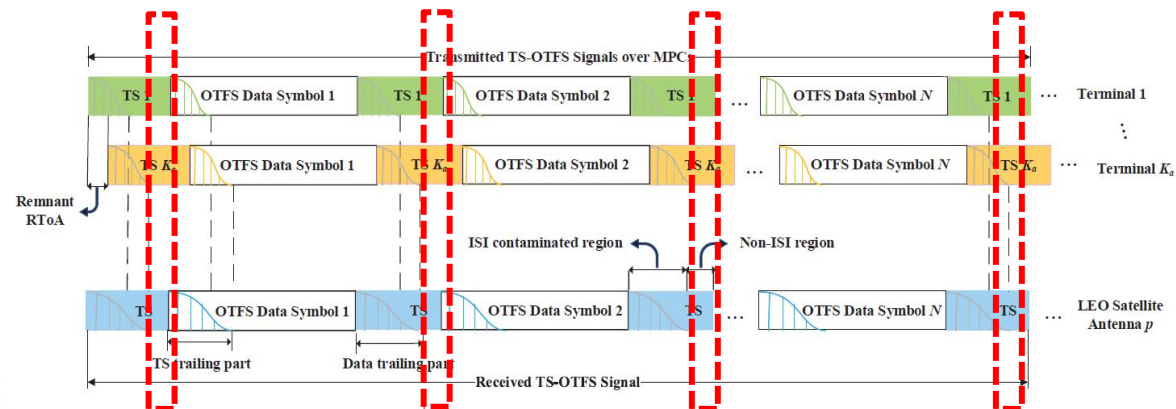 Transmitted TS-OTFS Signals over MPCs
TS 1 OTFS Data Symbol 1 TS 1 OTFS Data Symbol 2 TS 1 ... OTFS Data Symbol N TS 1 ... Terminal 1
⋮
TS Ka OTFS Data Symbol 1 TS Ka OTFS Data Symbol 2 TS Ka ... OTFS Data Symbol N TS Ka ... Terminal Ka
Remnant
RToA
ISI contaminated region Non-ISI region
TS OTFS Data Symbol 1 TS OTFS Data Symbol 2 TS ... OTFS Data Symbol N TS ... LEO Satellite
Antenna p
TS trailing part Data trailing part
Received TS-OTFS Signal